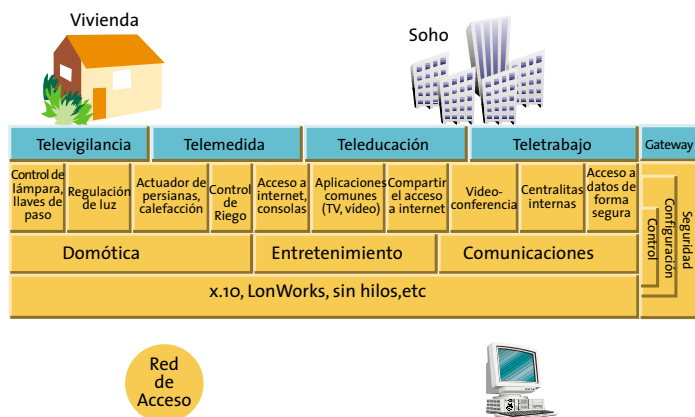 Vivienda
Soho
Televigilancia
Telemedida
Teleducación
Teletrabajo
Gateway
Control de
lámpara,
llaves de
paso
Regulación
de luz
Actuador de
persianas,
calefacción
Control
de
Riego
Acceso a
internet,
consolas
Aplicaciones
comunes
(TV, vídeo)
Compartir
el acceso
a internet
Video-
conferencia
Centralitas
internas
Acceso a
datos de
forma
segura
Domótica
Entretenimiento
Comunicaciones
Control
Configuración
Seguridad
x.10, LonWorks, sin hilos,etc
Red
de
Acceso